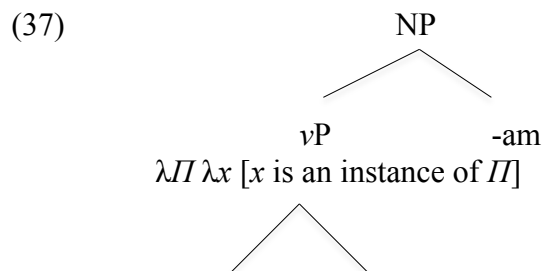 (37) NP
vP -am
λΠ λx [x is an instance of Π]